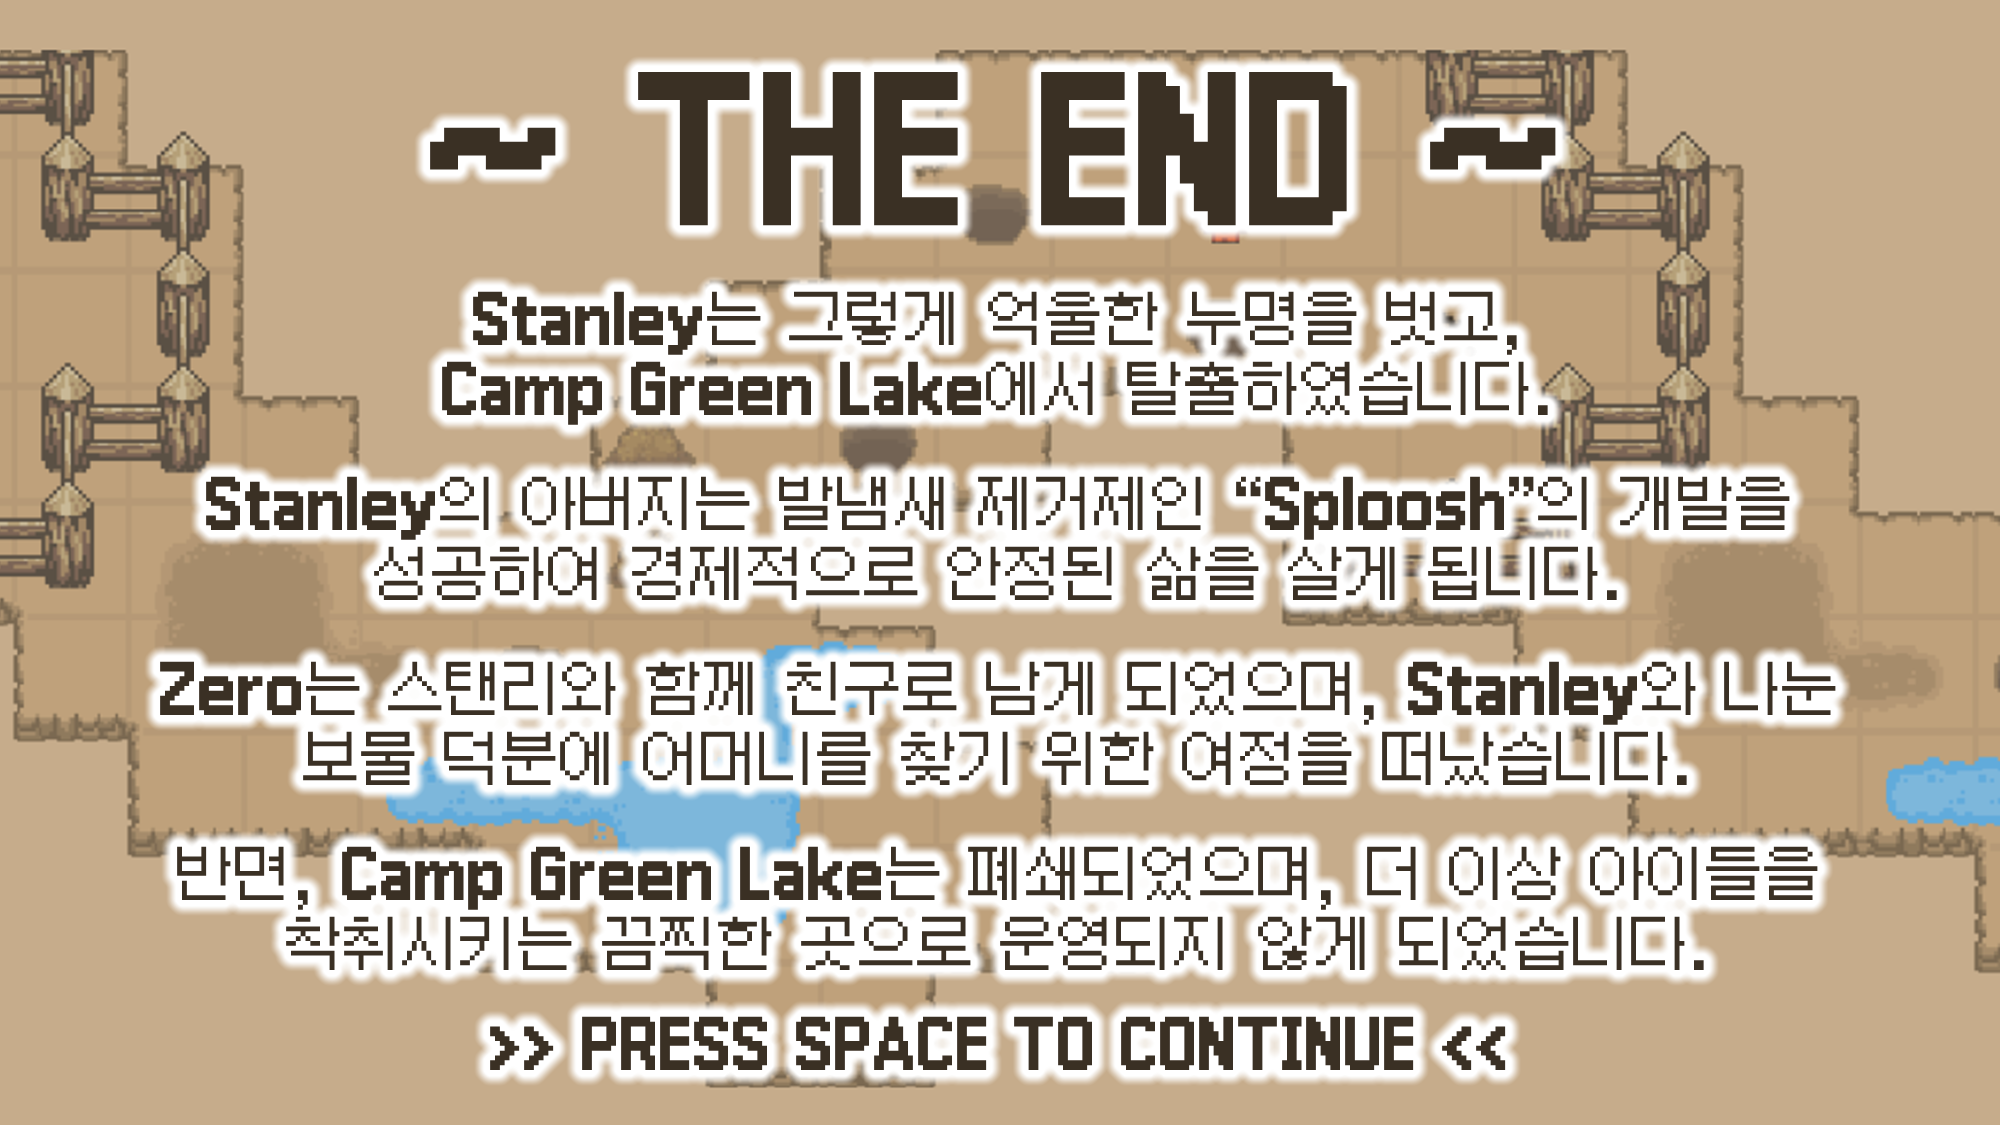 ~ THE END ~
Stanley는 그렇게 억울한 누명을 벗고,
Camp Green Lake에서 탈출하였습니다.
Stanley의 아버지는 발냄새 제거제인 “Sploosh”의 개발을
성공하여 경제적으로 안정된 삶을 살게 됩니다.
Zero는 스탠리와 함께 친구로 남게 되었으며, Stanley와 나눈
보물 덕분에 어머니를 찾기 위한 여정을 떠났습니다.
반면, Camp Green Lake는 폐쇄되었으며, 더 이상 아이들을
착취시키는 끔찍한 곳으로 운영되지 않게 되었습니다.
>> PRESS SPACE TO CONTINUE <<